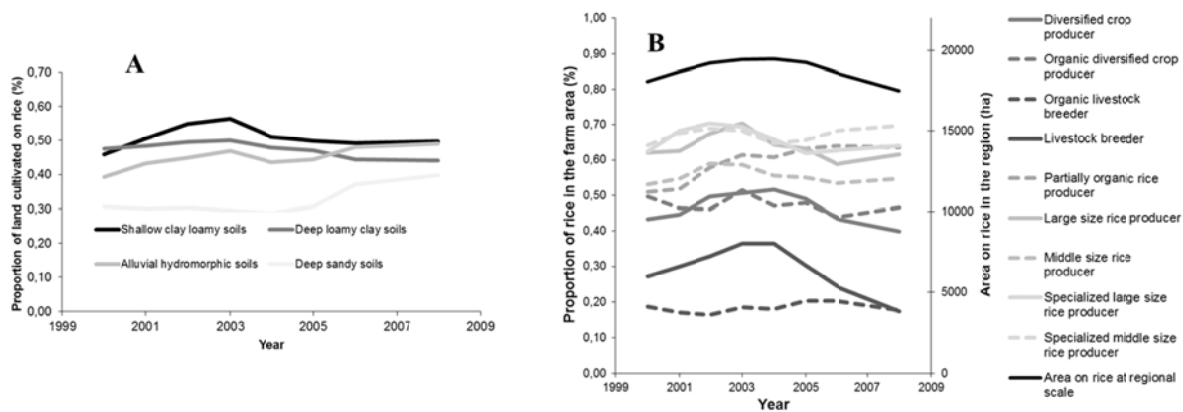 A
Proportion of land cultivated on rice (%)
0,70
0,60
0,50
0,40
0,30
0,20
0,10
0,00
Shallow clay loamy soils
Deep loamy clay soils
Alluvial hydromorphic soils
Deep sandy soils
1999
2001
2003
2005
2007
2009
Year
B
Proportion of rice in the farm area (%)
1,00
0,90
0,80
0,70
0,60
0,50
0,40
0,30
0,20
0,10
0,00
1999
2001
2003
2005
2007
2009
Year
20000
15000
10000
5000
0
Area on rice in the region (ha)
Diversified crop
producer
Organic diversified crop
producer
Organic livestock
breeder
Livestock breeder
Partially organic rice
producer
Large size rice producer
Middle size rice
producer
Specialized large size
rice producer
Specialized middle size
rice producer
Area on rice at regional
scale